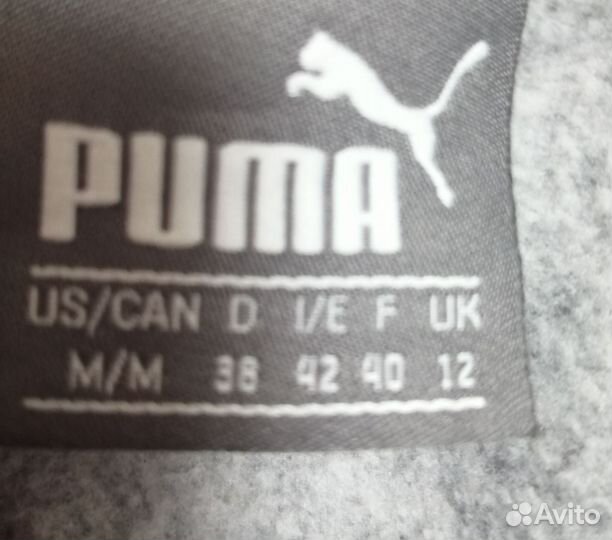 PUMA
US/CAN D I/E F UK
M/M 38 42 40 12
Avito